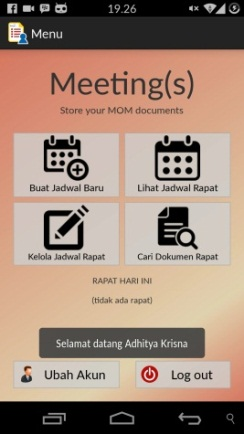 19.26
Menu
Meeting(s)
Store your MOM documents
Buat Jadwal Baru
Lihat Jadwal Rapat
Kelola Jadwal Rapat
Cari Dokumen Rapat
RAPAT HARI INI
(tidak ada rapat)
Selamat datang Adhitya Krisna
Ubah Akun
Log out